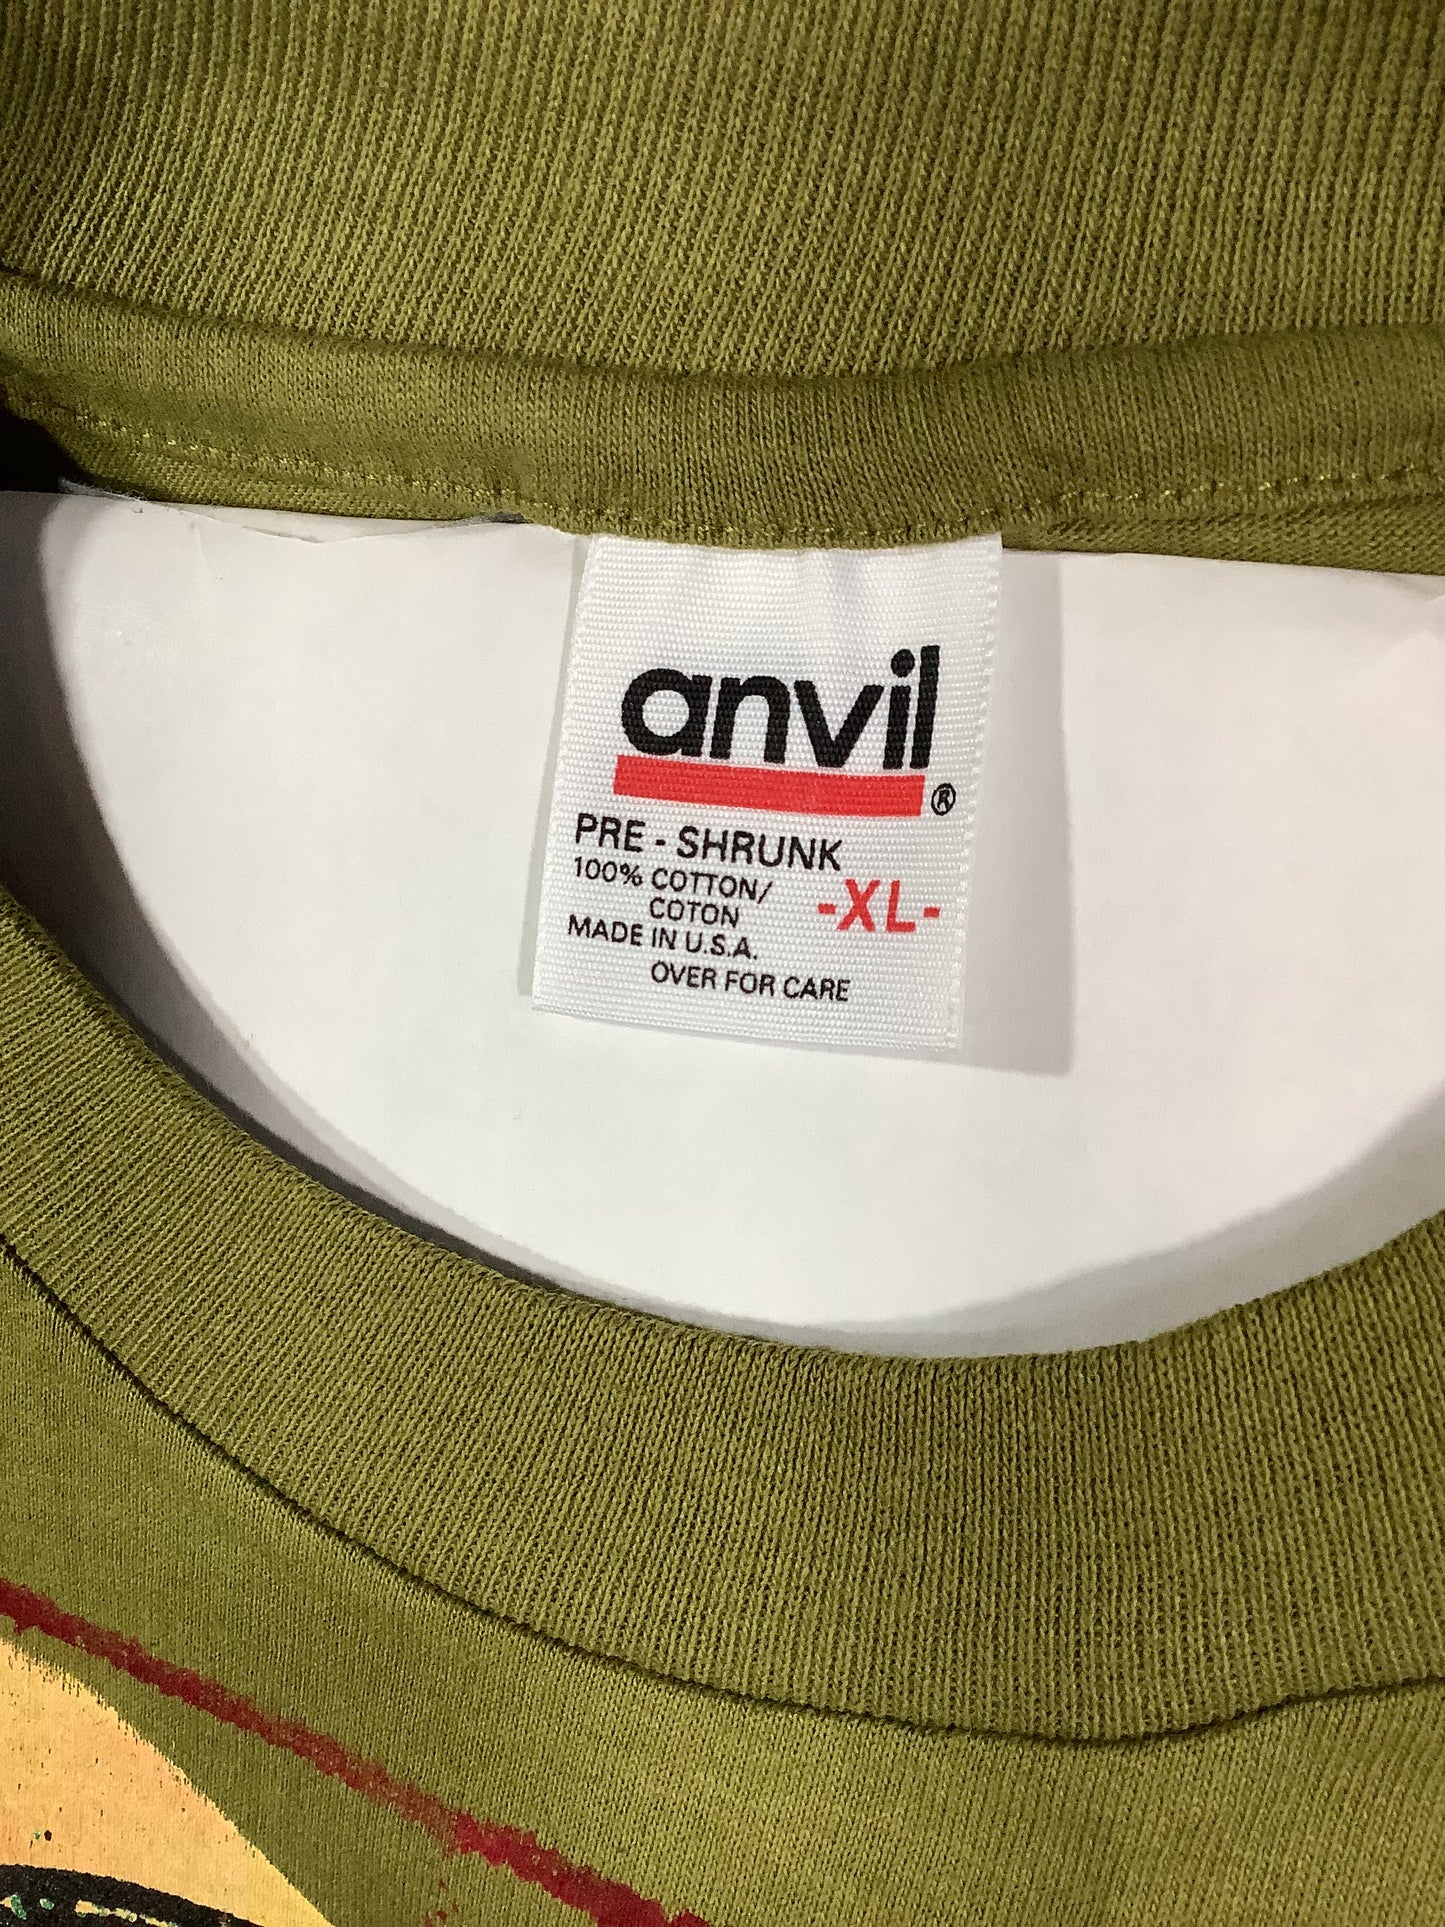 anvil®
PRE - SHRUNK
100% COTTON/
COTON
-XL-
MADE IN U.S.A.
OVER FOR CARE